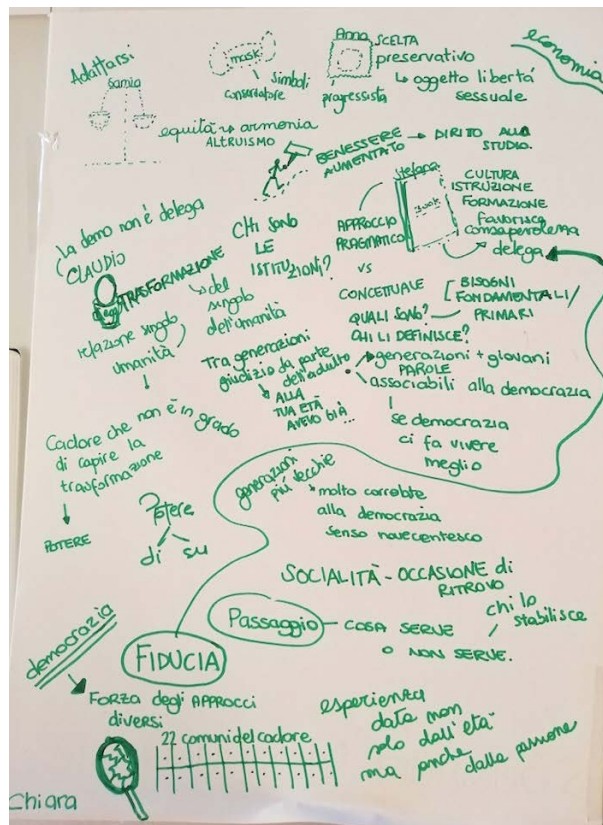 economia
Adattarsi
Samia
mask
simboli
conservatore
Anna
SCELTA
preservativo
oggetto libertà
sessuale
progressista
equità armonia
ALTRUISMO
BENESSERE
AUMENTATO
DIRITO ALLO
STUDIO.
Stefano
CULTURA
ISTRUZIONE
FORMAZIONE
favorisce
consapevolezza
delega
APPROCCIO
PRAGMATICO
VS
CONCETTUALE
QUALI SONO?
CHI LI DEFINISCE?
BISOGNI
FONDAMENTALI/
PRIMARI
La demo non è delega
CLAUDIO
TRASFORMAZIONE
del
singolo
dell'umanità
CHI SONO
LE
ISTITUZIONI?
relazione singolo
umanità
Tra generazioni
giudizio da parte
dell'adulto
ALLA
TUA ETÀ
AVEVO GIÀ...
generazioni + giovani
PAROLE
associabili alla democrazia
se democrazia
ci fa vivere
meglio
Cadore che non è in grado
di capire la
trasformazione
POTERE
Potere
di su
generazioni
più vecchie
molto corrotte
alla democrazia
senso novecentesco
SOCIALITÀ - OCCASIONE di
RITROVO
Passaggio - COSA SERVE
O NON SERVE.
chi lo
stabilisce
FIDUCIA
democrazia
FORZA degli APPROCCI
diversi
22 comuni del cadore
esperienza
data non
solo dall'età
ma anche dalla passione
Chiara